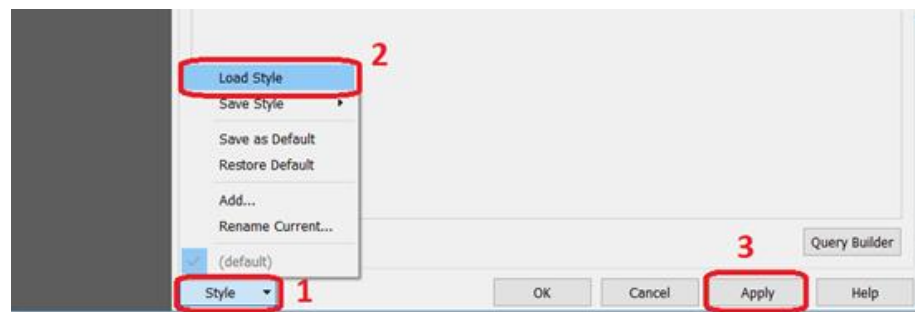 2
Load Style
Save Style
Save as Default
Restore Default
Add...
Rename Current...
(default)
3
Query Builder
Style
1
OK
Cancel
Apply
Help